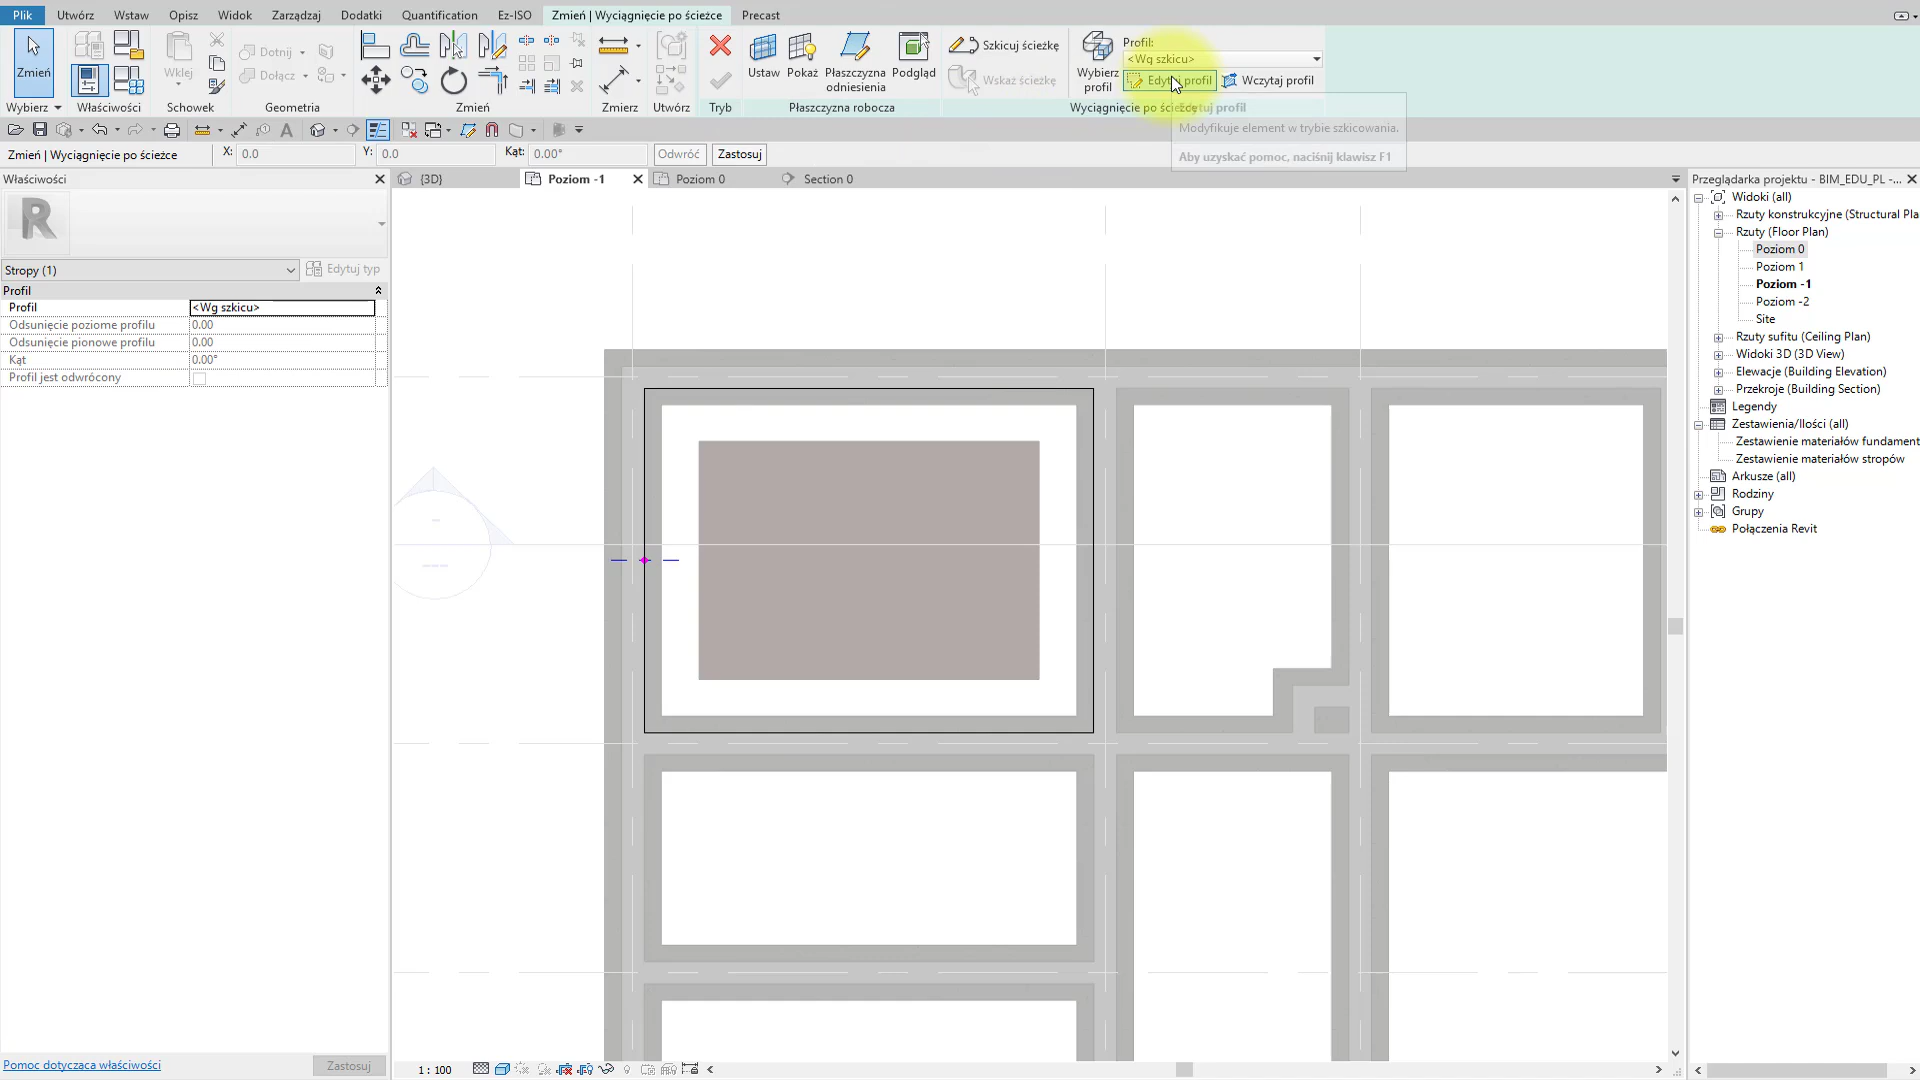 Plik Utwórz Wstaw Opisz Widok Zarządzaj Dodatki Quantification Ez-ISO Zmień | Wyciągnięcie po ścieżce Precast
Zmień Wklej Dotnij Dołącz Ustaw Pokaż Płaszczyzna odniesienia Podgląd Szkicuj ścieżkę Wskaż ścieżkę Wybierz profil Profil: <Wg szkicu> Edytuj profil Wczytaj profil
Wybierz Właściwości Schowek Geometria Zmień Zmierz Utwórz Tryb Płaszczyzna robocza Wyciągnięcie po ścieżce
Edytuj profil
Modyfikuje element w trybie szkicowania.
Aby uzyskać pomoc, naciśnij klawisz F1
Zmień | Wyciągnięcie po ścieżce X: 0.0 Y: 0.0 Kąt: 0.00° Odwróć Zastosuj
Właściwości
{3D} Poziom -1 Poziom 0 Section 0
Stropy (1) Edytuj typ
Profil
Profil <Wg szkicu>
Odsunięcie poziome profilu 0.00
Odsunięcie pionowe profilu 0.00
Kąt 0.00°
Profil jest odwrócony
Pomoc dotycząca właściwości Zastosuj
1 : 100
Przeglądarka projektu - BIM_EDU_PL -...
Widoki (all)
Rzuty konstrukcyjne (Structural Pla
Rzuty (Floor Plan)
Poziom 0
Poziom 1
Poziom -1
Poziom -2
Site
Rzuty sufitu (Ceiling Plan)
Widoki 3D (3D View)
Elewacje (Building Elevation)
Przekroje (Building Section)
Legendy
Zestawienia/Ilości (all)
Zestawienie materiałów fundament
Zestawienie materiałów stropów
Arkusze (all)
Rodziny
Grupy
Połączenia Revit